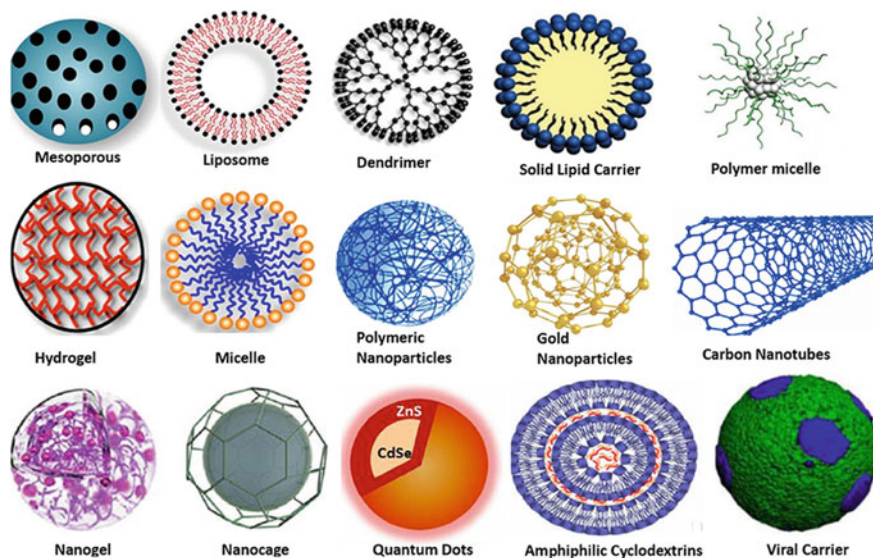 Mesoporous
Liposome
Dendrimer
Solid Lipid Carrier
Polymer micelle
Hydrogel
Micelle
Polymeric
Nanoparticles
Gold
Nanoparticles
Carbon Nanotubes
ZnS
CdSe
Nanogel
Nanocage
Quantum Dots
Amphiphilic Cyclodextrins
Viral Carrier